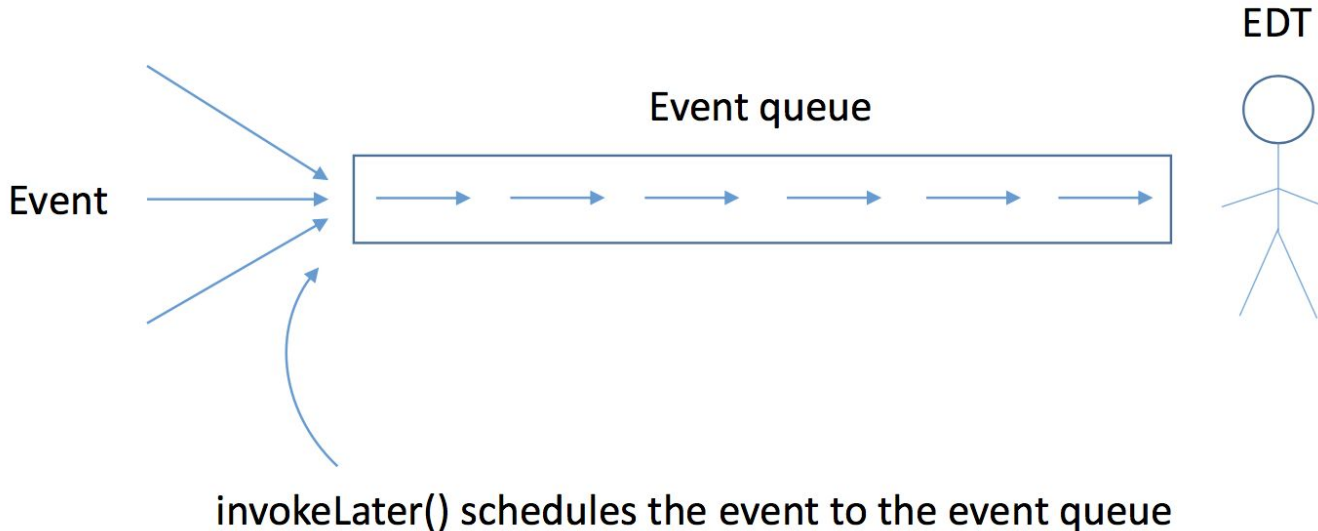 EDT
Event queue
Event
invokeLater() schedules the event to the event queue